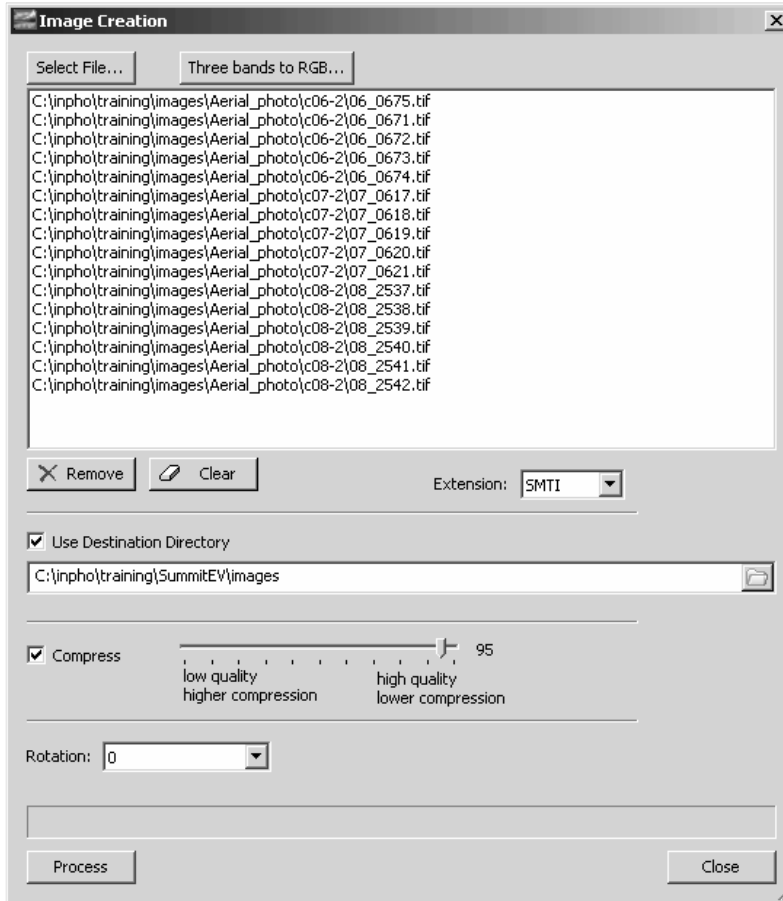 Image Creation
Select File... Three bands to RGB...
C:\inpho\training\images\Aerial_photo\c06-2\06_0675.tif
C:\inpho\training\images\Aerial_photo\c06-2\06_0671.tif
C:\inpho\training\images\Aerial_photo\c06-2\06_0672.tif
C:\inpho\training\images\Aerial_photo\c06-2\06_0673.tif
C:\inpho\training\images\Aerial_photo\c06-2\06_0674.tif
C:\inpho\training\images\Aerial_photo\c07-2\07_0617.tif
C:\inpho\training\images\Aerial_photo\c07-2\07_0618.tif
C:\inpho\training\images\Aerial_photo\c07-2\07_0619.tif
C:\inpho\training\images\Aerial_photo\c07-2\07_0620.tif
C:\inpho\training\images\Aerial_photo\c07-2\07_0621.tif
C:\inpho\training\images\Aerial_photo\c08-2\08_2537.tif
C:\inpho\training\images\Aerial_photo\c08-2\08_2538.tif
C:\inpho\training\images\Aerial_photo\c08-2\08_2539.tif
C:\inpho\training\images\Aerial_photo\c08-2\08_2540.tif
C:\inpho\training\images\Aerial_photo\c08-2\08_2541.tif
C:\inpho\training\images\Aerial_photo\c08-2\08_2542.tif
Remove Clear Extension: SMTI
Use Destination Directory
C:\inpho\training\SummitEV\images
Compress 95
low quality high quality
higher compression lower compression
Rotation: 0
Process Close